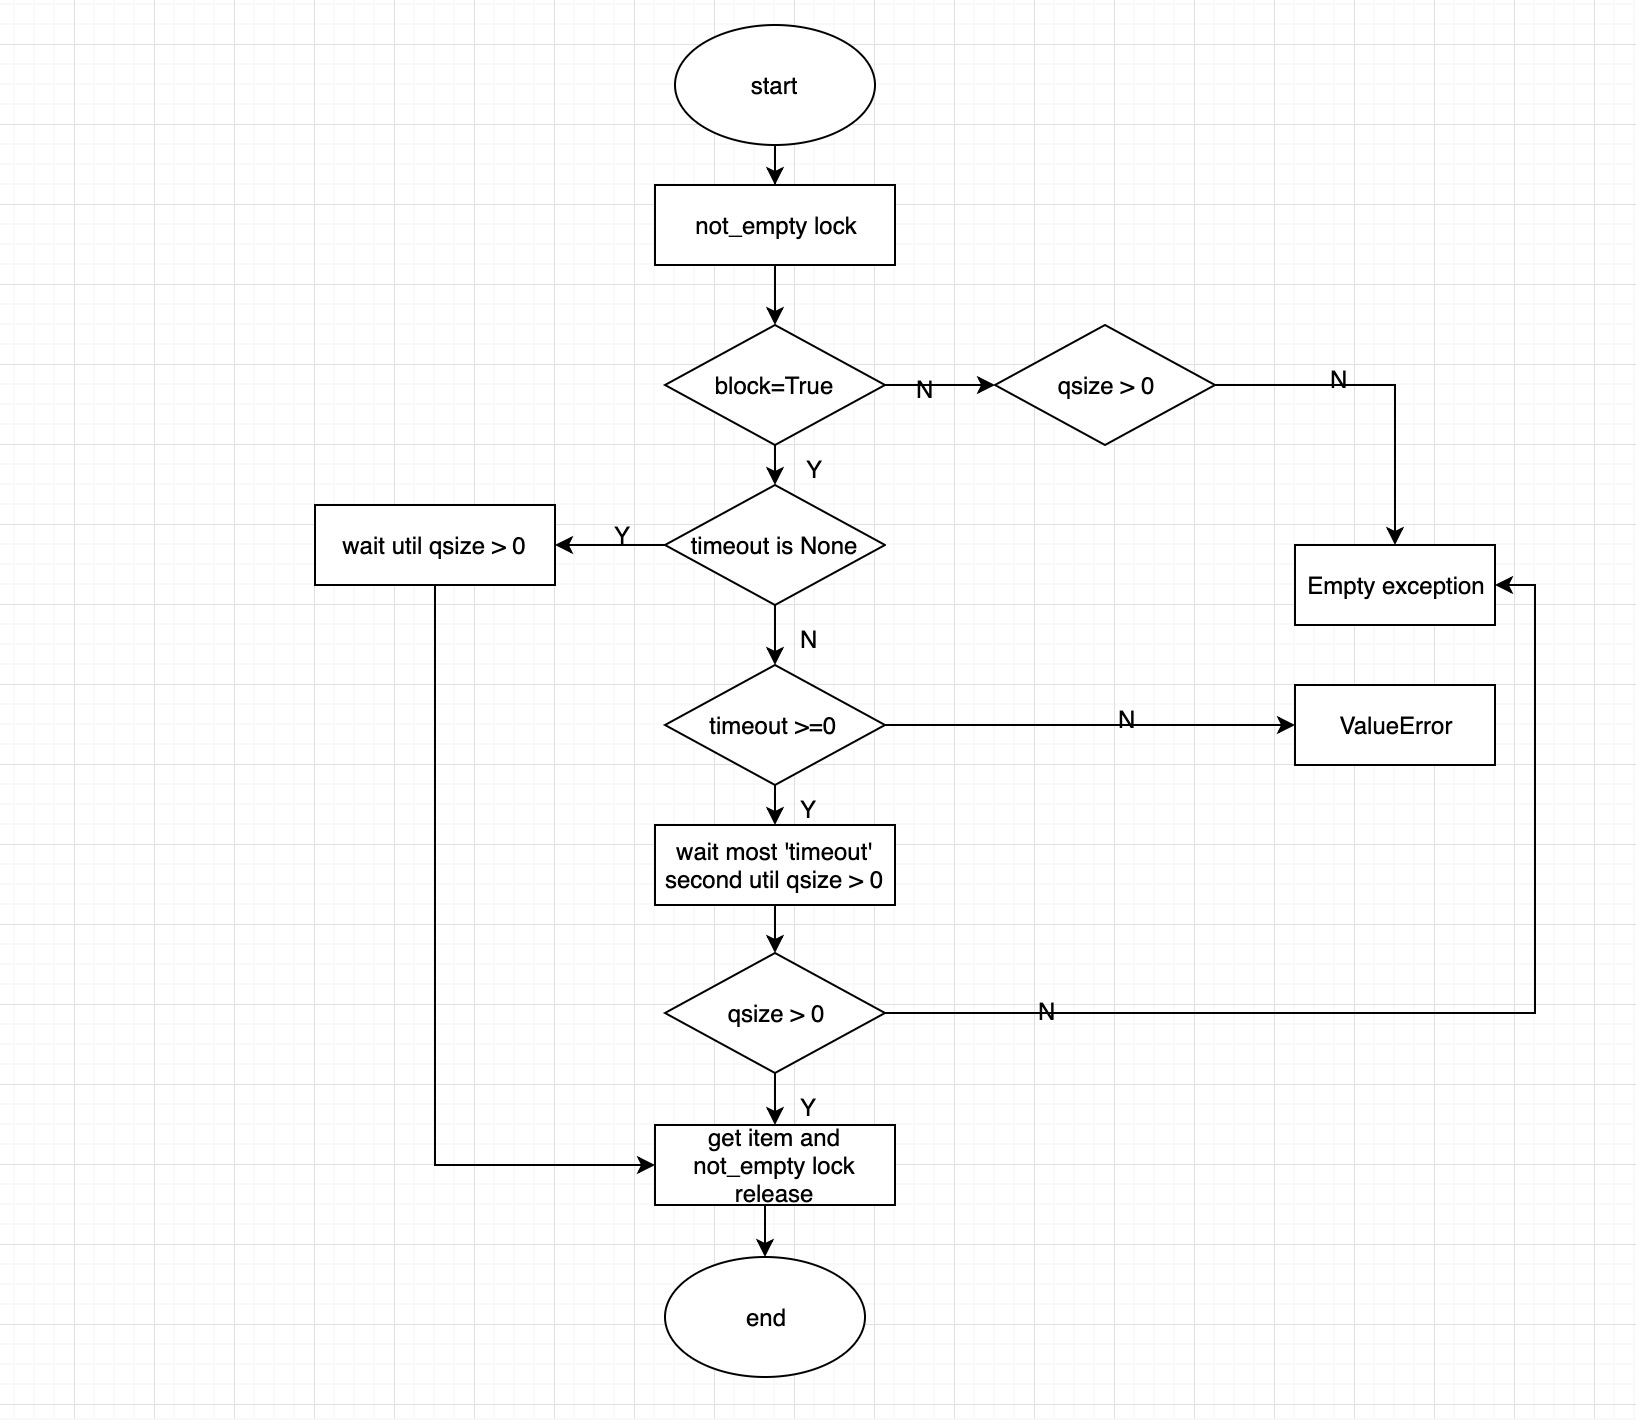 start
not_empty lock
block=True
N
qsize > 0
N
Y
wait util qsize > 0
Y
timeout is None
Empty exception
N
timeout >=0
N
ValueError
Y
wait most 'timeout'
second util qsize > 0
qsize > 0
N
Y
get item and
not_empty lock
release
end